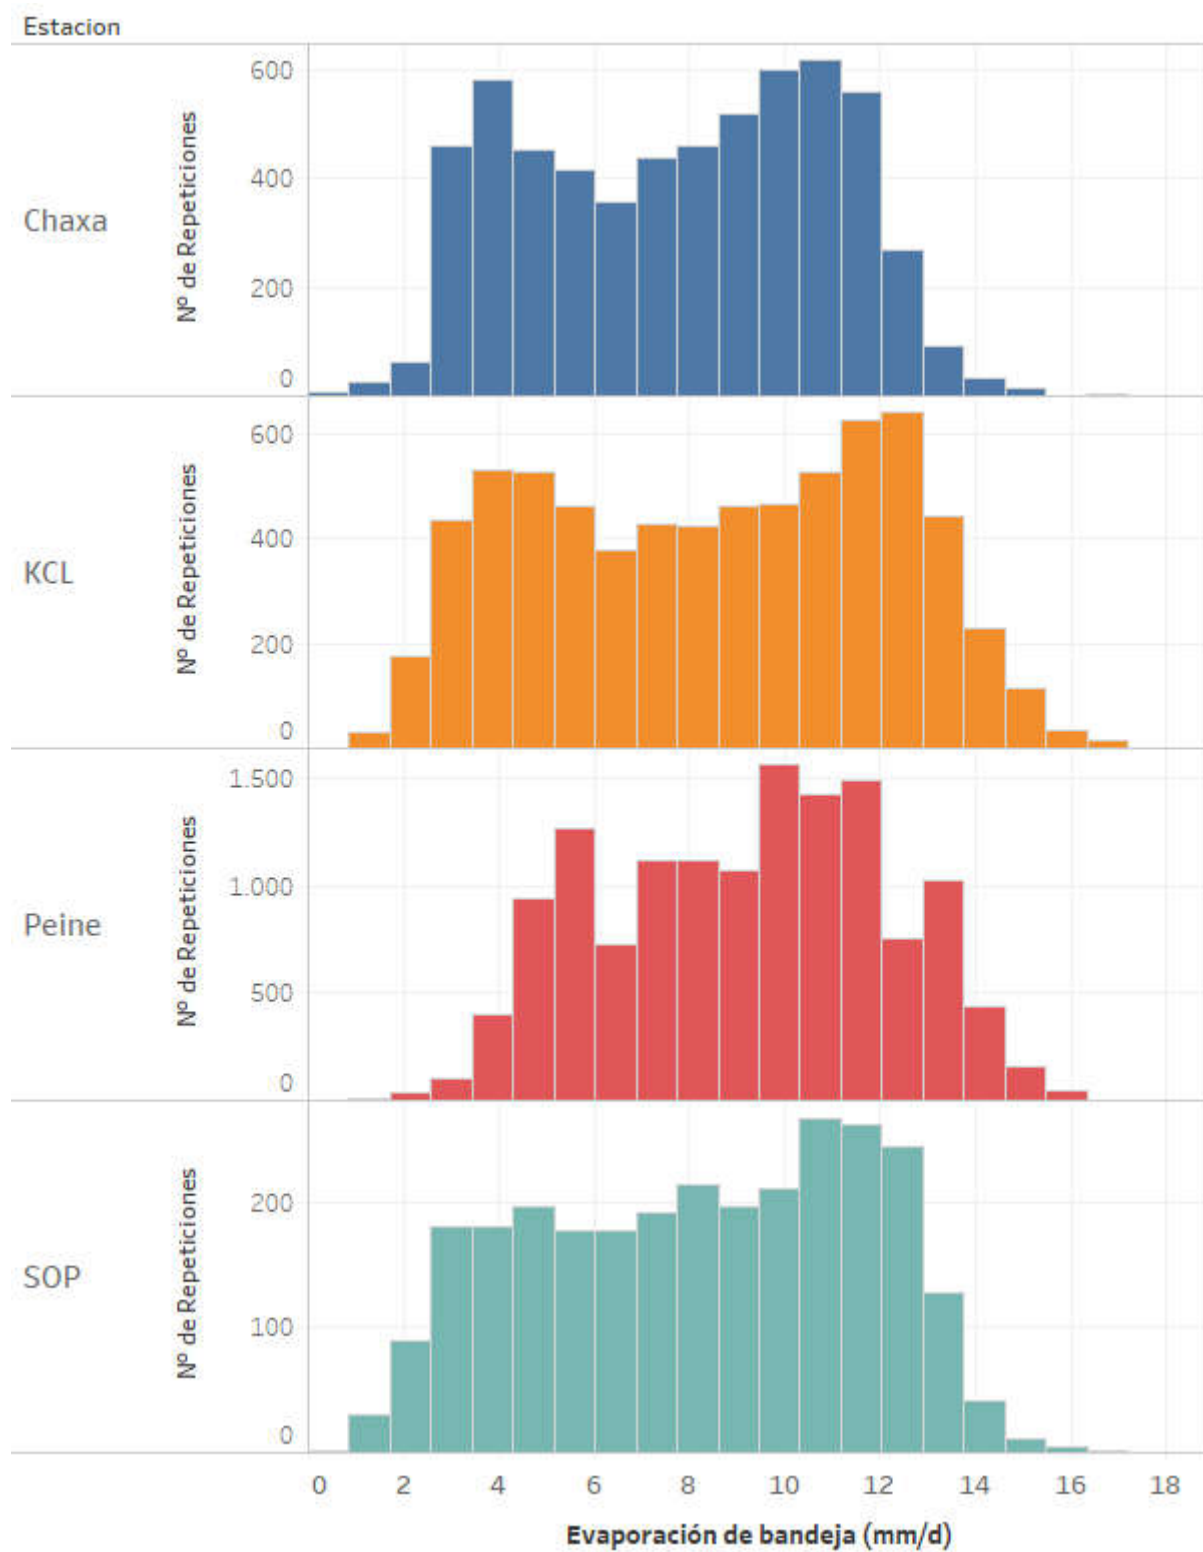 Estacion
Chaxa
Nº de Repeticiones
600
400
200
0
KCL
Nº de Repeticiones
600
400
200
0
Peine
Nº de Repeticiones
1.500
1.000
500
0
SOP
Nº de Repeticiones
200
100
0
0 2 4 6 8 10 12 14 16 18
Evaporación de bandeja (mm/d)